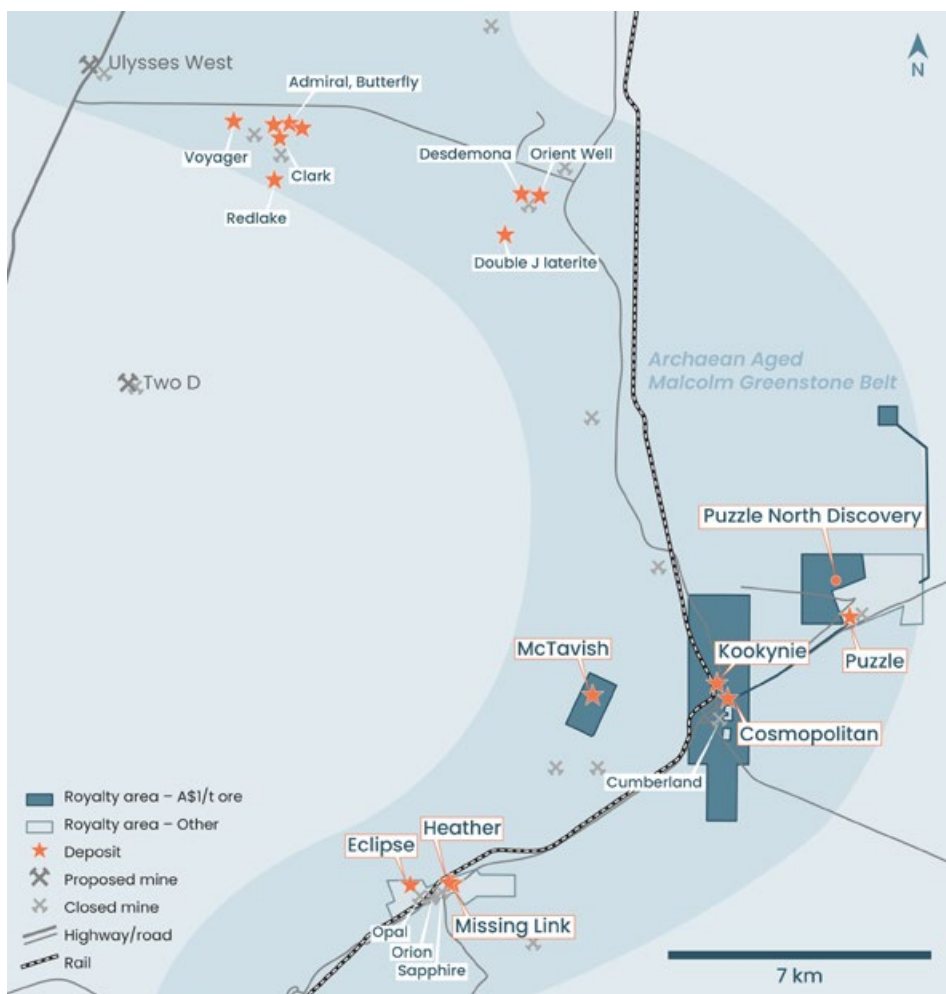 Ulysses West
N
Admiral, Butterfly
Voyager
Clark
Redlake
Desdemona
Orient Well
Double J laterite
Archaean Aged
Malcolm Greenstone Belt
Two D
Puzzle North Discovery
McTavish
Kookynie
Puzzle
Cosmopolitan
Cumberland
Heather
Eclipse
Missing Link
Opal
Orion
Sapphire
Royalty area – A$1/t ore
Royalty area – Other
Deposit
Proposed mine
Closed mine
Highway/road
Rail
7 km